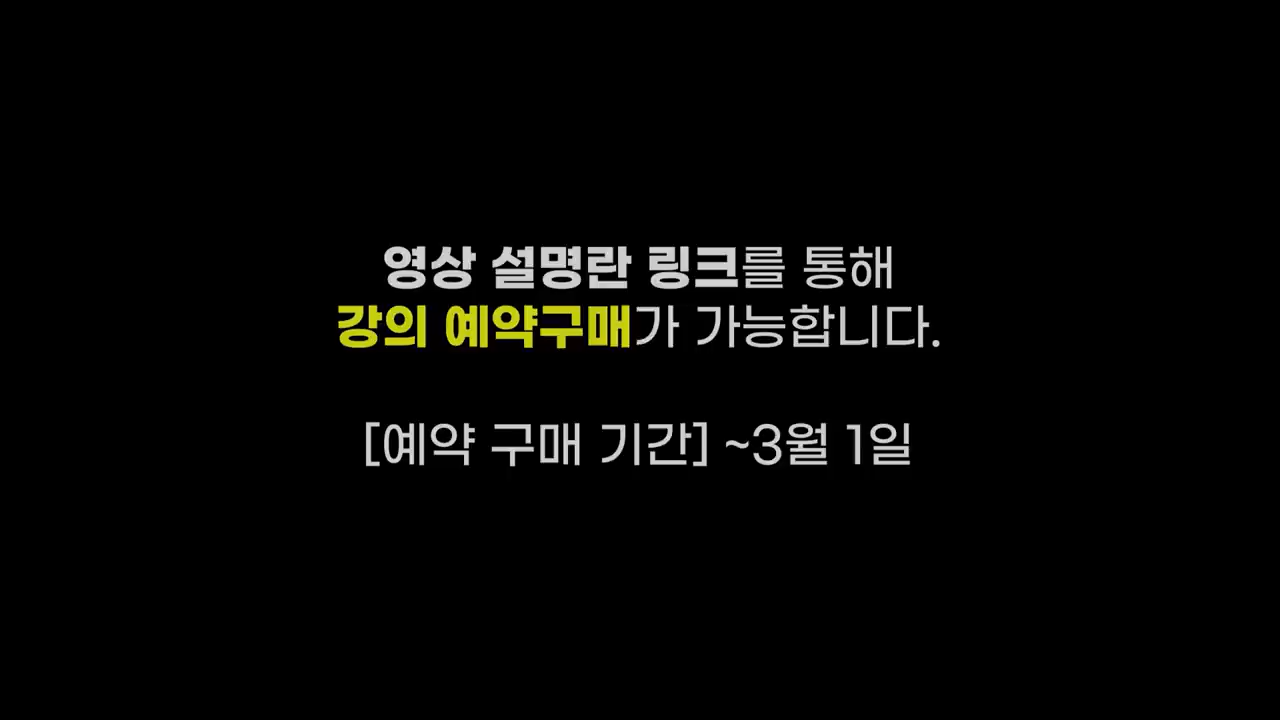 영상 설명란 링크를 통해
강의 예약구매가 가능합니다.
[예약 구매 기간] ~3월 1일